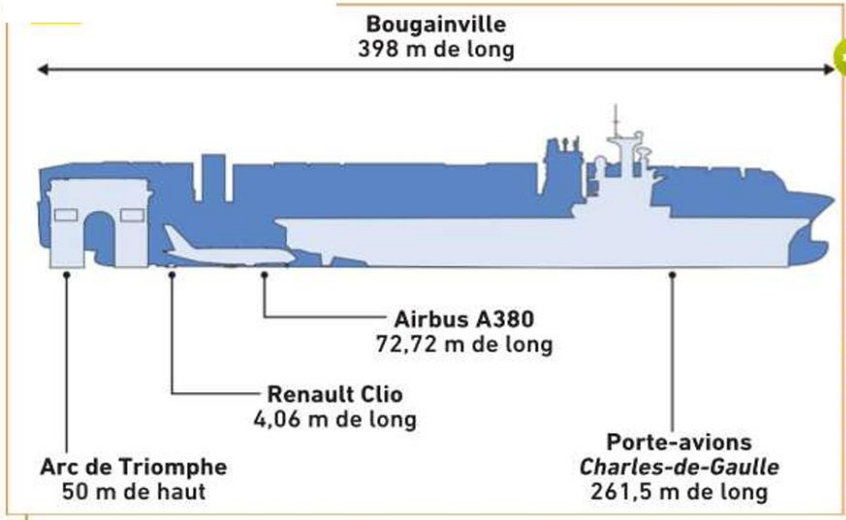 Bougainville
398 m de long
Airbus A380
72,72 m de long
Renault Clio
4,06 m de long
Arc de Triomphe
50 m de haut
Porte-avions
Charles-de-Gaulle
261,5 m de long